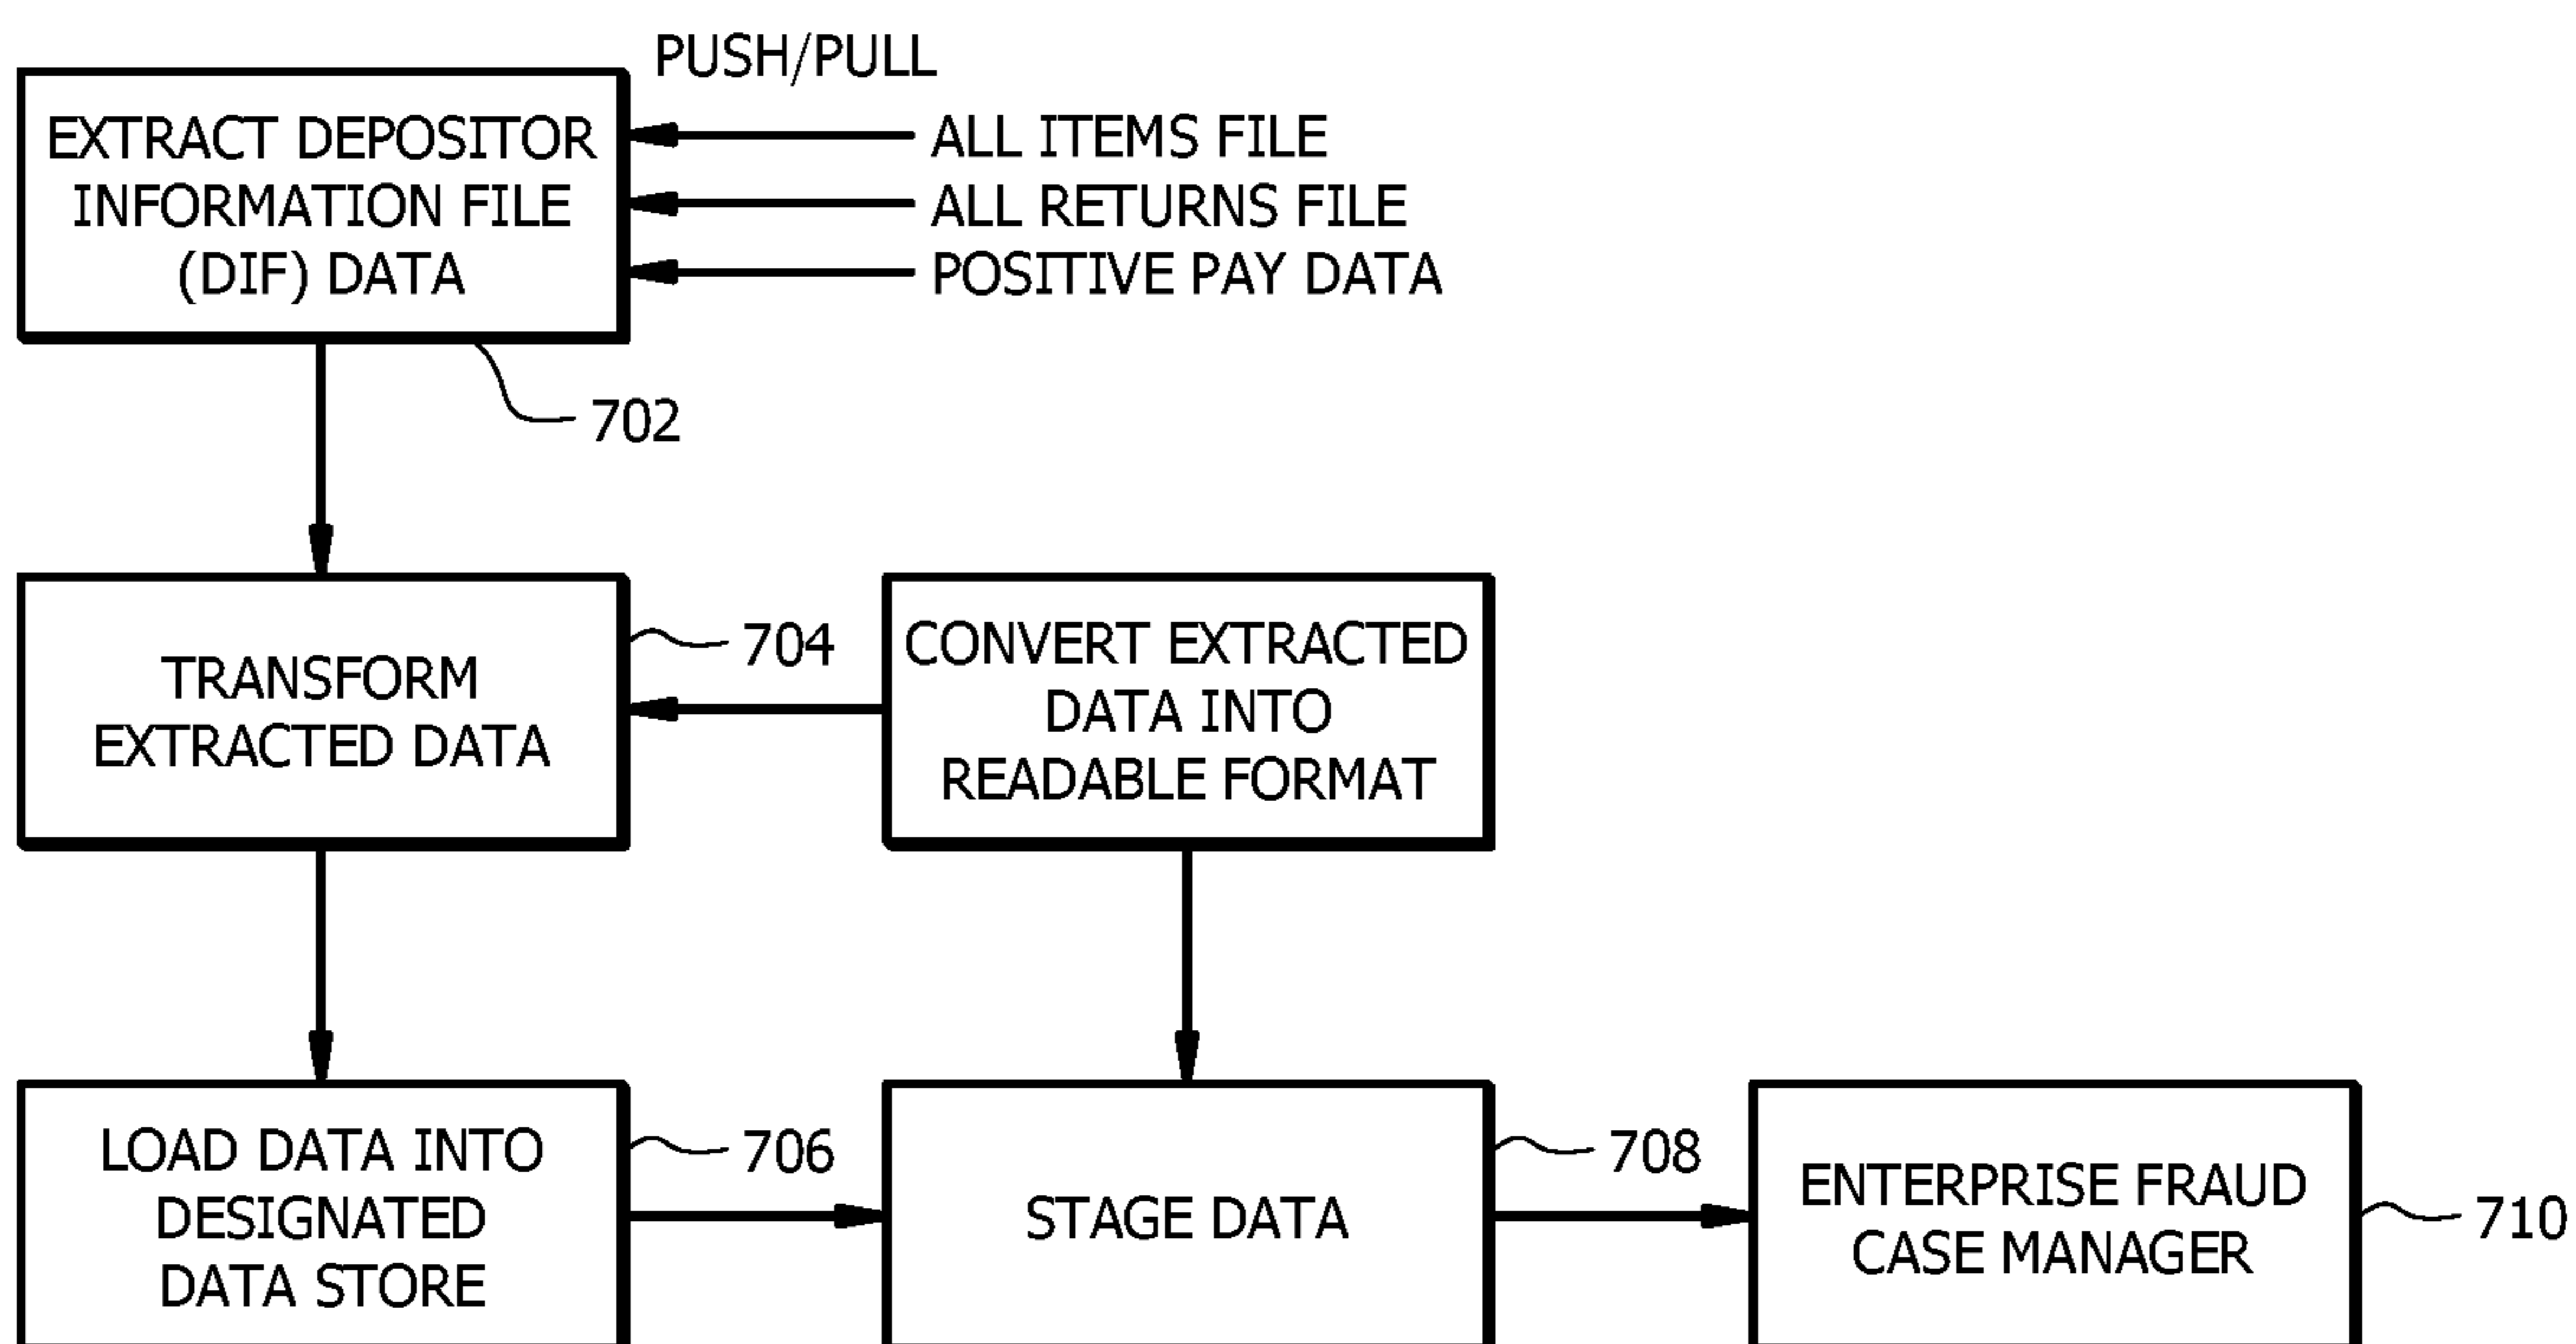 PUSH/PULL
EXTRACT DEPOSITOR
INFORMATION FILE
(DIF) DATA
ALL ITEMS FILE
ALL RETURNS FILE
POSITIVE PAY DATA
702
TRANSFORM
EXTRACTED DATA
704
CONVERT EXTRACTED
DATA INTO
READABLE FORMAT
LOAD DATA INTO
DESIGNATED
DATA STORE
706
STAGE DATA
708
ENTERPRISE FRAUD
CASE MANAGER
710